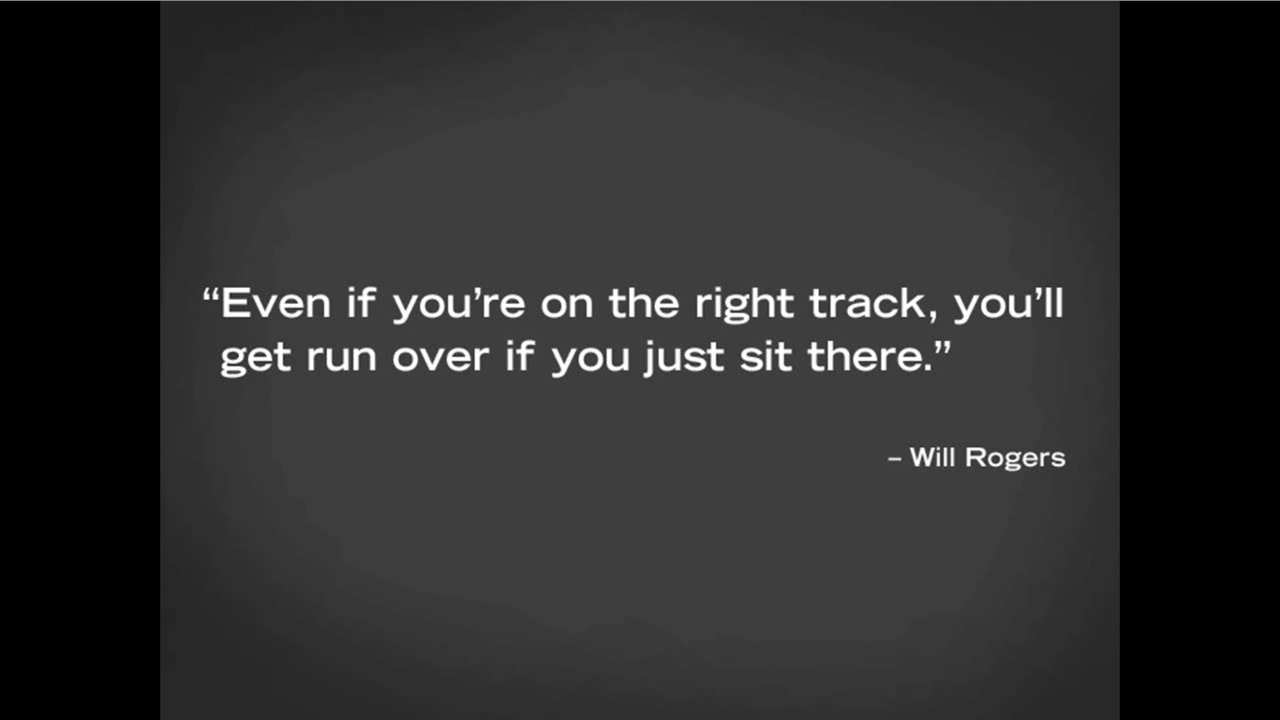 “Even if you’re on the right track, you’ll
get run over if you just sit there.”
– Will Rogers